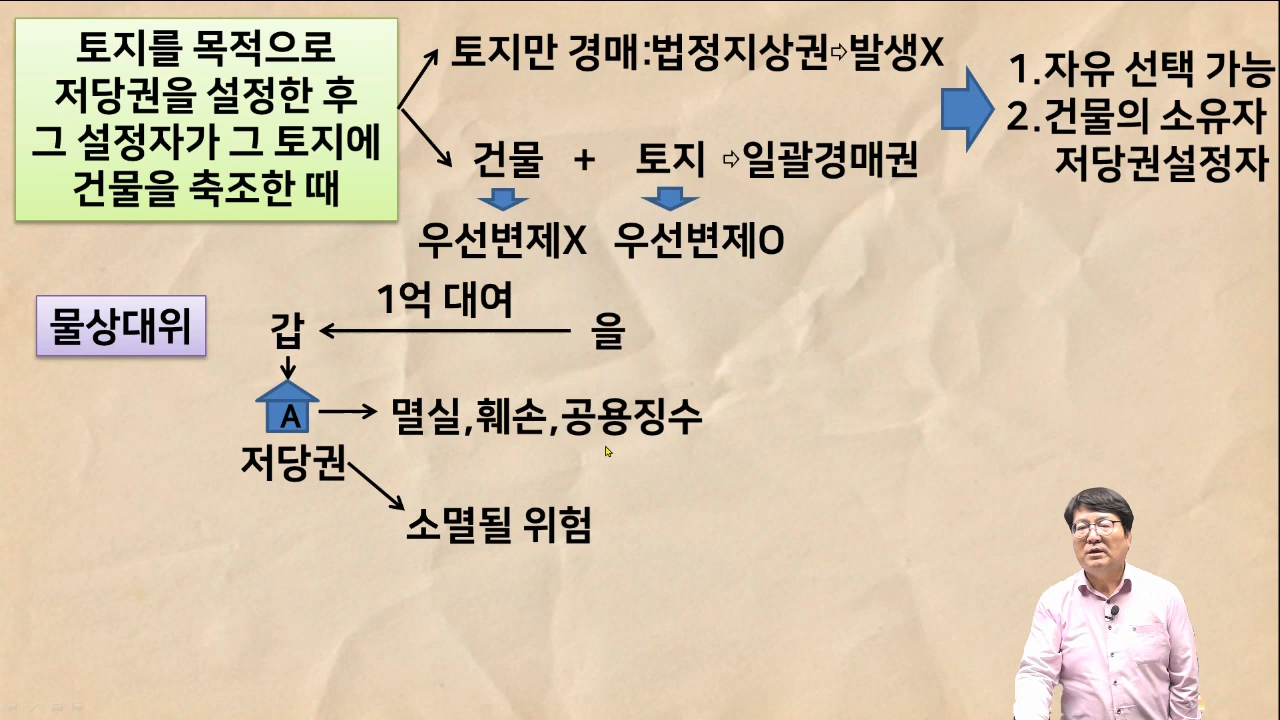 토지를 목적으로
저당권을 설정한 후
그 설정자가 그 토지에
건물을 축조한 때
토지만 경매:법정지상권⇨발생X
건물 + 토지 ⇨일괄경매권
우선변제X 우선변제O
1.자유 선택 가능
2.건물의 소유자
저당권설정자
물상대위
1억 대여
갑 을
A
멸실,훼손,공용징수
저당권
소멸될 위험